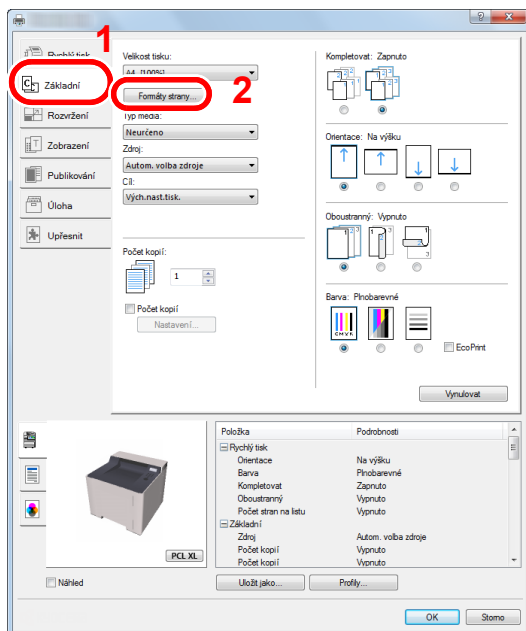 1
Rychlý tisk
Základní
Rozvržení
Zobrazení
Publikování
Úloha
Upřesnit
Velikost tisku:
A4 [100%]
Formáty strany...
2
Typ média:
Neurčeno
Zdroj:
Autom. volba zdroje
Cíl:
Vých.nast.tisk.
Počet kopií:
1
Počet kopií
Nastavení...
Kompletovat: Zapnuto
Orientace: Na výšku
Oboustranný: Vypnuto
Barva: Plnobarevné
CMYK
EcoPrint
Vynulovat
PCL XL
Náhled
Položka Podrobnosti
Rychlý tisk
Orientace Na výšku
Barva Plnobarevné
Kompletovat Zapnuto
Oboustranný Vypnuto
Počet stran na listu Vypnuto
Základní
Zdroj Autom. volba zdroje
Počet kopií Vypnuto
Počet kopií Vypnuto
Uložit jako... Profily...
OK Storno